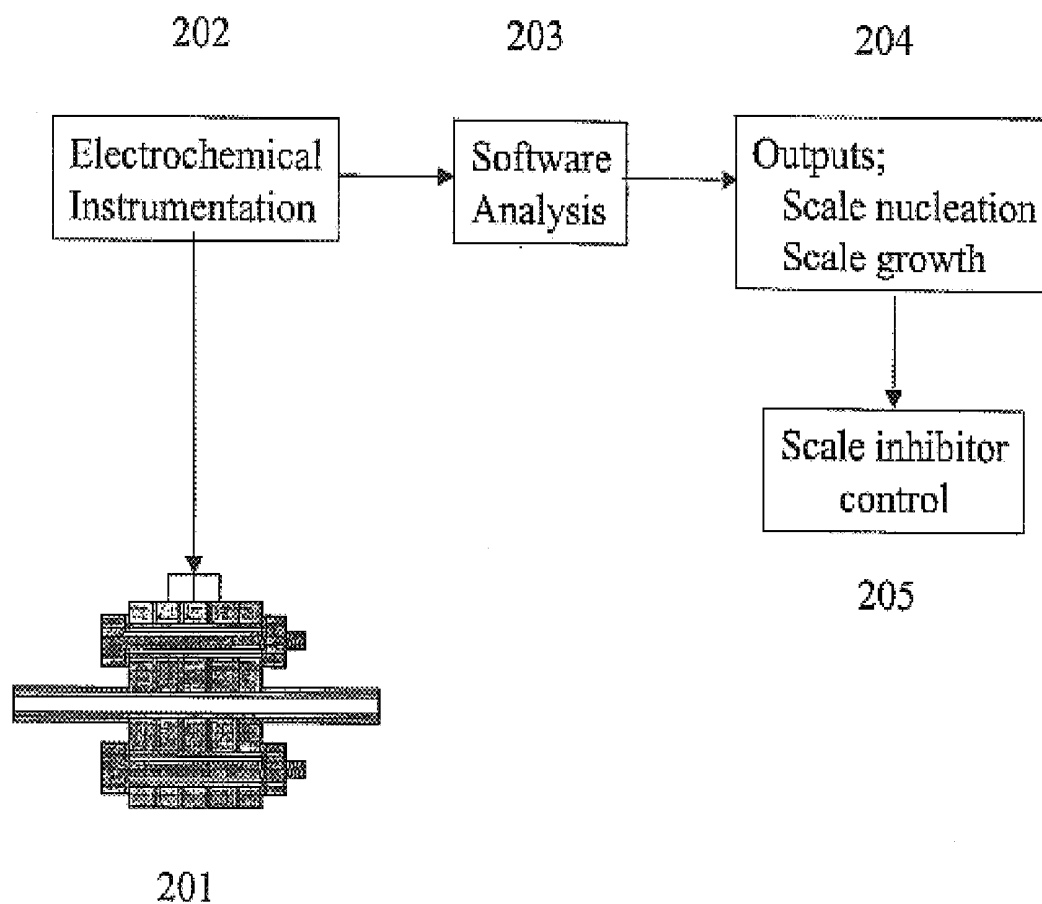 202
203
204
Electrochemical
Instrumentation
Software
Analysis
Outputs;
Scale nucleation
Scale growth
Scale inhibitor
control
205
201